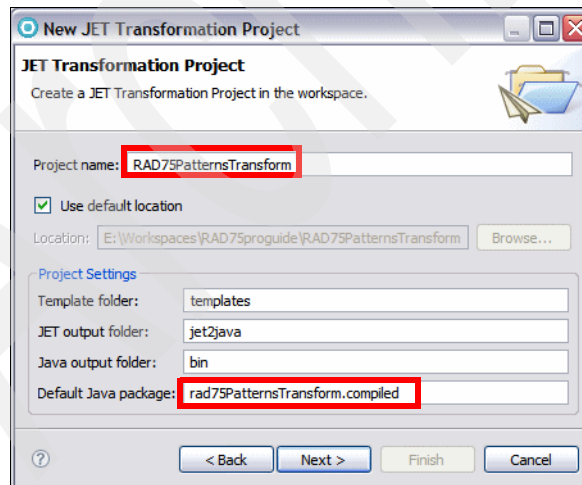 New JET Transformation Project
JET Transformation Project
Create a JET Transformation Project in the workspace.
Project name: RAD75PatternsTransform
Use default location
Location: E:\Workspaces\RAD75proguide\RAD75PatternsTransform Browse...
Project Settings
Template folder: templates
JET output folder: jet2java
Java output folder: bin
Default Java package: rad75PatternsTransform.compiled
? < Back Next > Finish Cancel